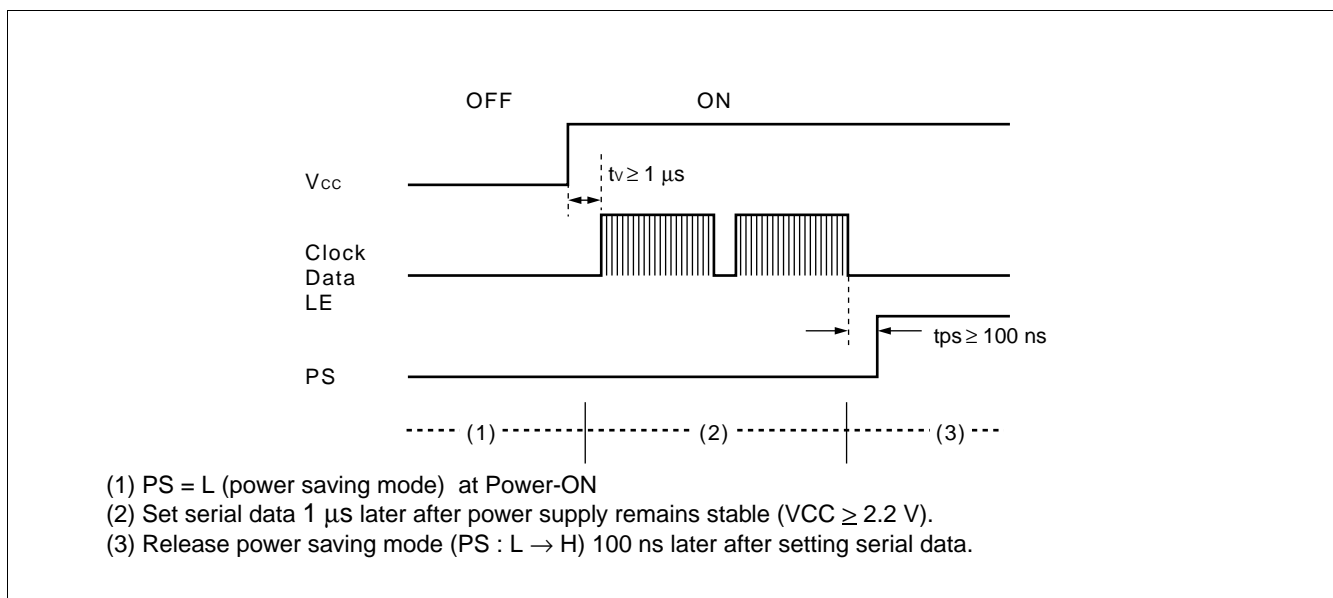 OFF ON
VCC
tV ≥ 1 μs
Clock
Data
LE
tps ≥ 100 ns
PS
(1) (2) (3)
(1) PS = L (power saving mode) at Power-ON
(2) Set serial data 1 μs later after power supply remains stable (VCC ≥ 2.2 V).
(3) Release power saving mode (PS : L → H) 100 ns later after setting serial data.